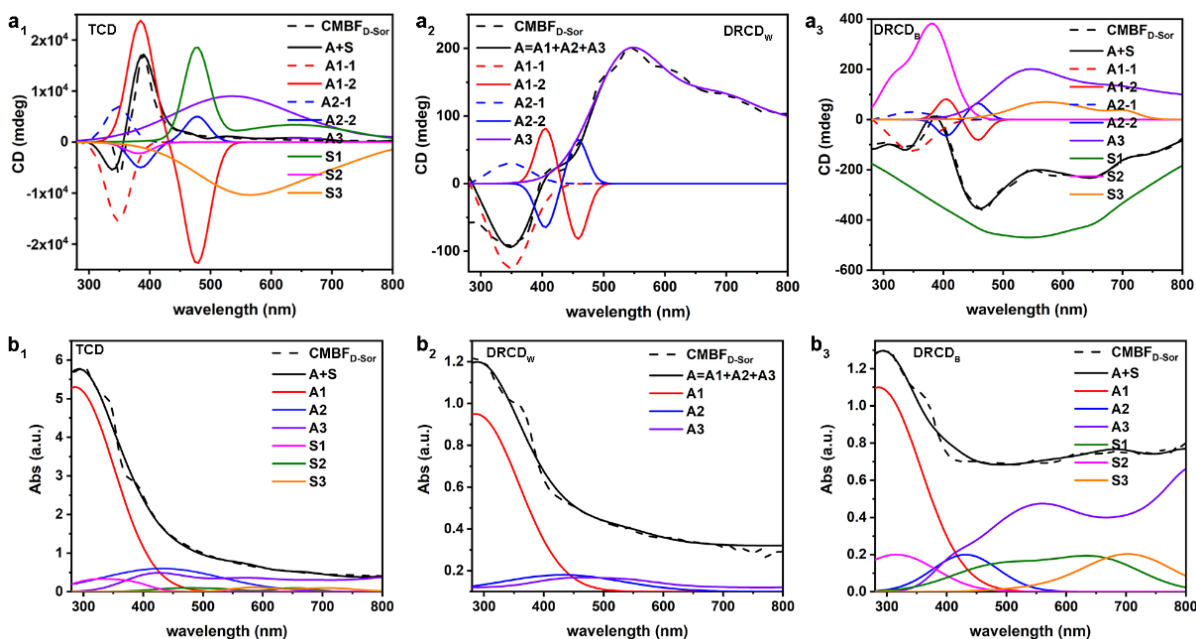 a1
TCD
CMBFD-Sor
A+S
A1-1
A1-2
A2-1
A2-2
A3
S1
S2
S3
2x10^4
1x10^4
0
-1x10^4
-2x10^4
CD (mdeg)
300 400 500 600 700 800
wavelength (nm)
a2
DRCDW
CMBFD-Sor
A=A1+A2+A3
A1-1
A1-2
A2-1
A2-2
A3
200
100
0
-100
CD (mdeg)
300 400 500 600 700 800
wavelength (nm)
a3
DRCDB
CMBFD-Sor
A+S
A1-1
A1-2
A2-1
A2-2
A3
S1
S2
S3
400
200
0
-200
-400
-600
CD (mdeg)
300 400 500 600 700 800
wavelength (nm)
b1
TCD
CMBFD-Sor
A+S
A1
A2
A3
S1
S2
S3
6
5
4
3
2
1
0
Abs (a.u.)
300 400 500 600 700 800
wavelength (nm)
b2
DRCDW
CMBFD-Sor
A=A1+A2+A3
A1
A2
A3
1.2
1.0
0.8
0.6
0.4
0.2
0.0
Abs (a.u.)
300 400 500 600 700 800
wavelength (nm)
b3
DRCDB
CMBFD-Sor
A+S
A1
A2
A3
S1
S2
S3
1.2
1.0
0.8
0.6
0.4
0.2
0.0
Abs (a.u.)
300 400 500 600 700 800
wavelength (nm)